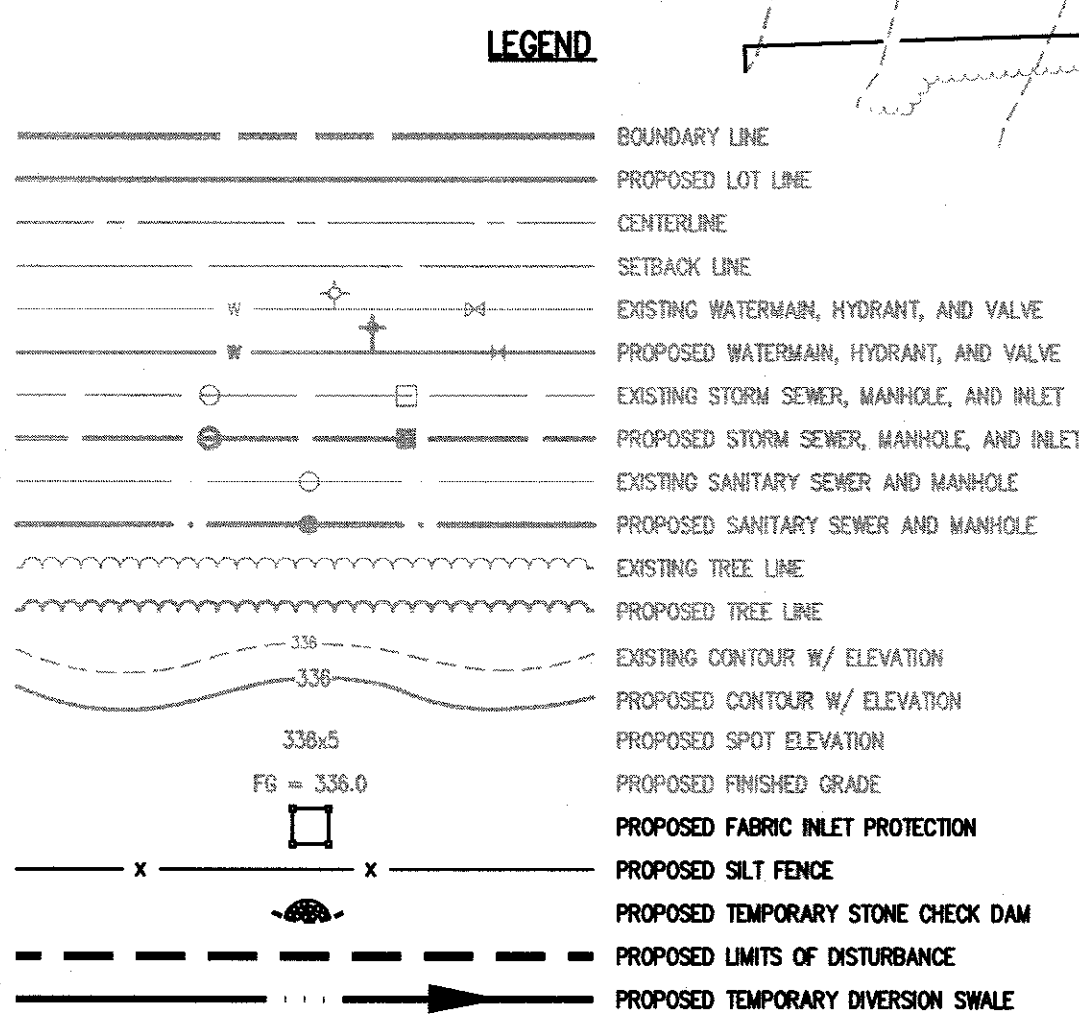 LEGEND
BOUNDARY LINE
PROPOSED LOT LINE
CENTERLINE
SETBACK LINE
W EXISTING WATERMAIN, HYDRANT, AND VALVE
W PROPOSED WATERMAIN, HYDRANT, AND VALVE
EXISTING STORM SEWER, MANHOLE, AND INLET
PROPOSED STORM SEWER, MANHOLE, AND INLET
EXISTING SANITARY SEWER AND MANHOLE
PROPOSED SANITARY SEWER AND MANHOLE
EXISTING TREE LINE
PROPOSED TREE LINE
336 EXISTING CONTOUR W/ ELEVATION
336 PROPOSED CONTOUR W/ ELEVATION
336x5 PROPOSED SPOT ELEVATION
FG = 336.0 PROPOSED FINISHED GRADE
PROPOSED FABRIC INLET PROTECTION
x x PROPOSED SILT FENCE
PROPOSED TEMPORARY STONE CHECK DAM
PROPOSED LIMITS OF DISTURBANCE
PROPOSED TEMPORARY DIVERSION SWALE